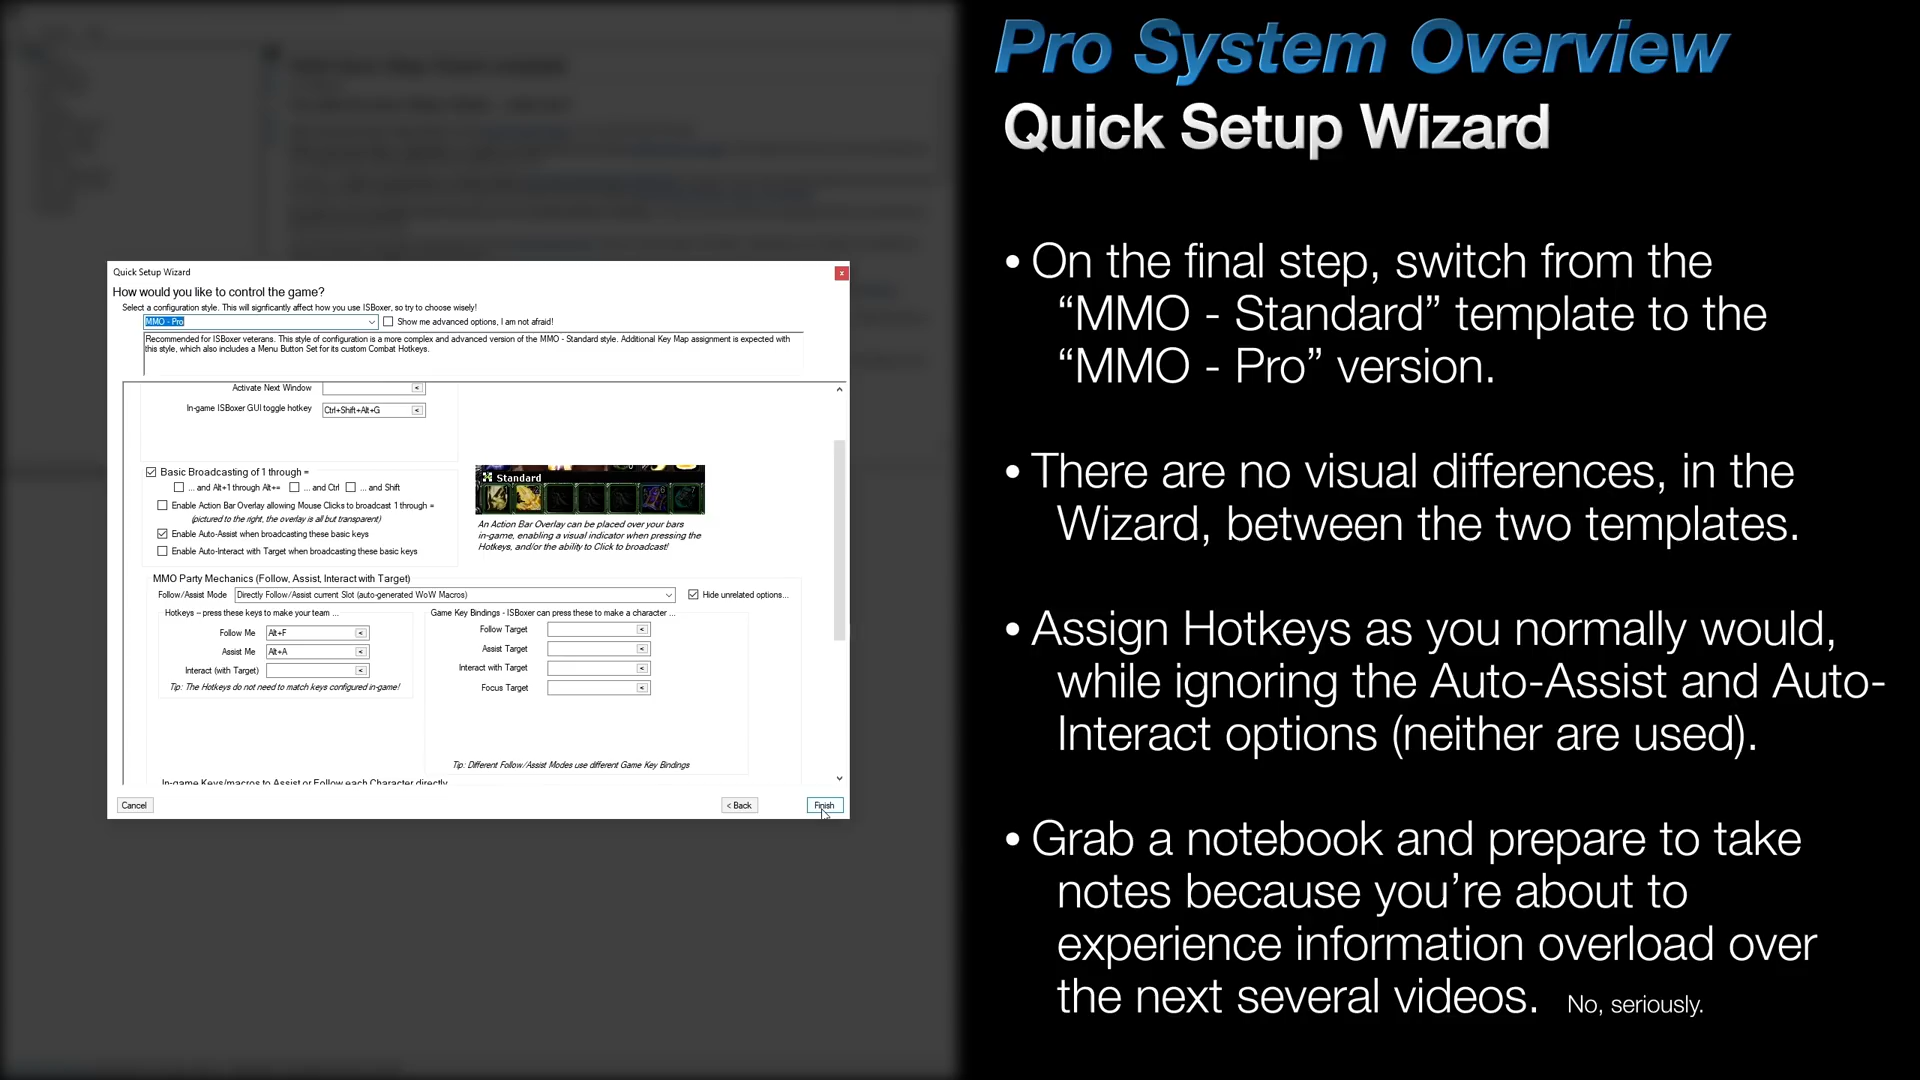 Pro System Overview
Quick Setup Wizard
• On the final step, switch from the
“MMO - Standard” template to the
“MMO - Pro” version.
• There are no visual differences, in the
Wizard, between the two templates.
• Assign Hotkeys as you normally would,
while ignoring the Auto-Assist and Auto-
Interact options (neither are used).
• Grab a notebook and prepare to take
notes because you’re about to
experience information overload over
the next several videos. No, seriously.
Quick Setup Wizard
x
How would you like to control the game?
Select a configuration style. This will signficantly affect how you use ISBoxer, so try to choose wisely!
MMO - Pro
Show me advanced options, I am not afraid!
Recommended for ISBoxer veterans. This style of configuration is a more complex and advanced version of the MMO - Standard style. Additional Key Map assignment is expected with
this style, which also includes a Menu Button Set for its custom Combat Hotkeys.
Activate Next Window <
In-game ISBoxer GUI toggle hotkey Ctrl+Shift+Alt+G <
Basic Broadcasting of 1 through =
... and Alt+1 through Alt+= ... and Ctrl ... and Shift
Enable Action Bar Overlay allowing Mouse Clicks to broadcast 1 through =
(pictured to the right, the overlay is all but transparent)
Enable Auto-Assist when broadcasting these basic keys
Enable Auto-Interact with Target when broadcasting these basic keys
Standard
An Action Bar Overlay can be placed over your bars
in-game, enabling a visual indicator when pressing the
Hotkeys, and/or the ability to Click to broadcast!
MMO Party Mechanics (Follow, Assist, Interact with Target)
Follow/Assist Mode Directly Follow/Assist current Slot (auto-generated WoW Macros) Hide unrelated options...
Hotkeys -- press these keys to make your team ...
Follow Me Alt+F <
Assist Me Alt+A <
Interact (with Target) <
Tip: The Hotkeys do not need to match keys configured in-game!
Game Key Bindings - ISBoxer can press these to make a character ...
Follow Target <
Assist Target <
Interact with Target <
Focus Target <
Tip: Different Follow/Assist Modes use different Game Key Bindings
In-game Keys/macros to Assist or Follow each Character directly
Cancel
< Back
Finish